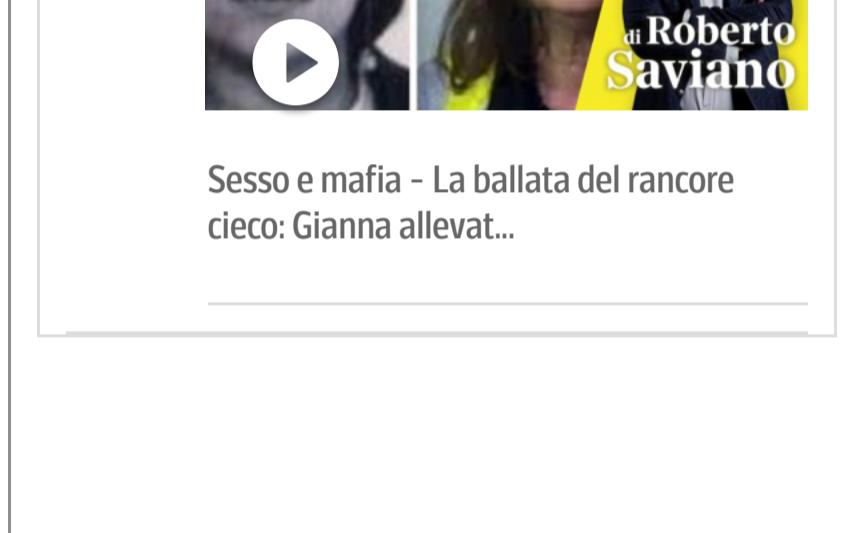 di Roberto
Saviano
Sesso e mafia - La ballata del rancore
cieco: Gianna allevat...